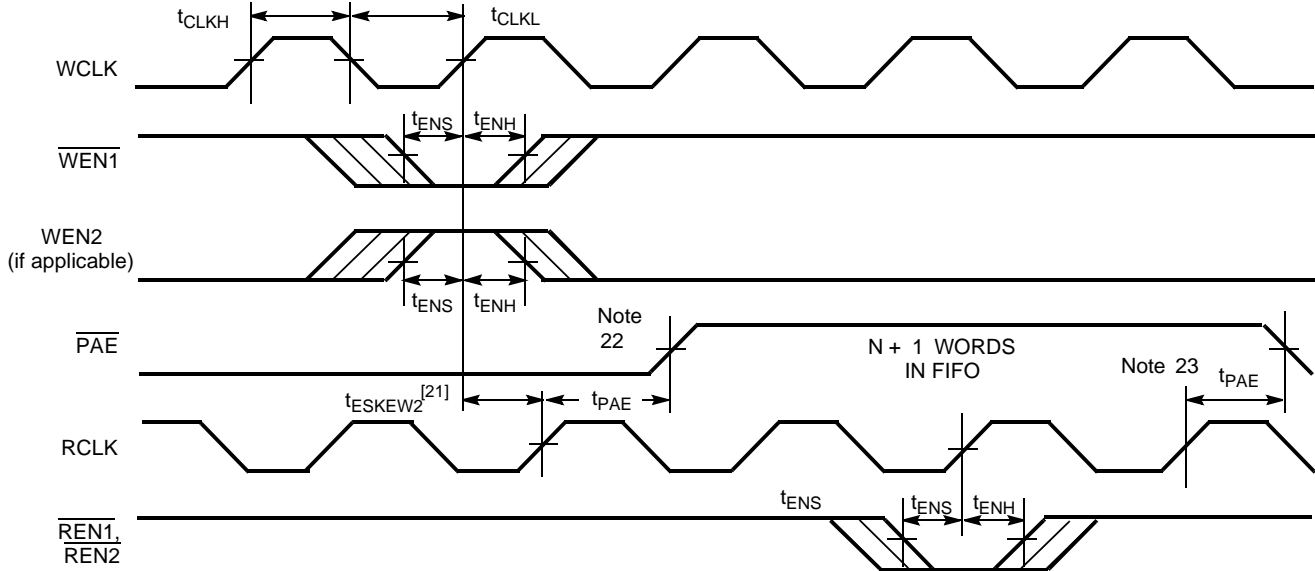 tCLKH
tCLKL
WCLK
tENS
tENH
WEN1
WEN2
(if applicable)
tENS
tENH
Note
22
PAE
N + 1 WORDS
IN FIFO
Note 23
tPAE
tESKEW2[21]
tPAE
RCLK
tENS
tENS
tENH
REN1,
REN2